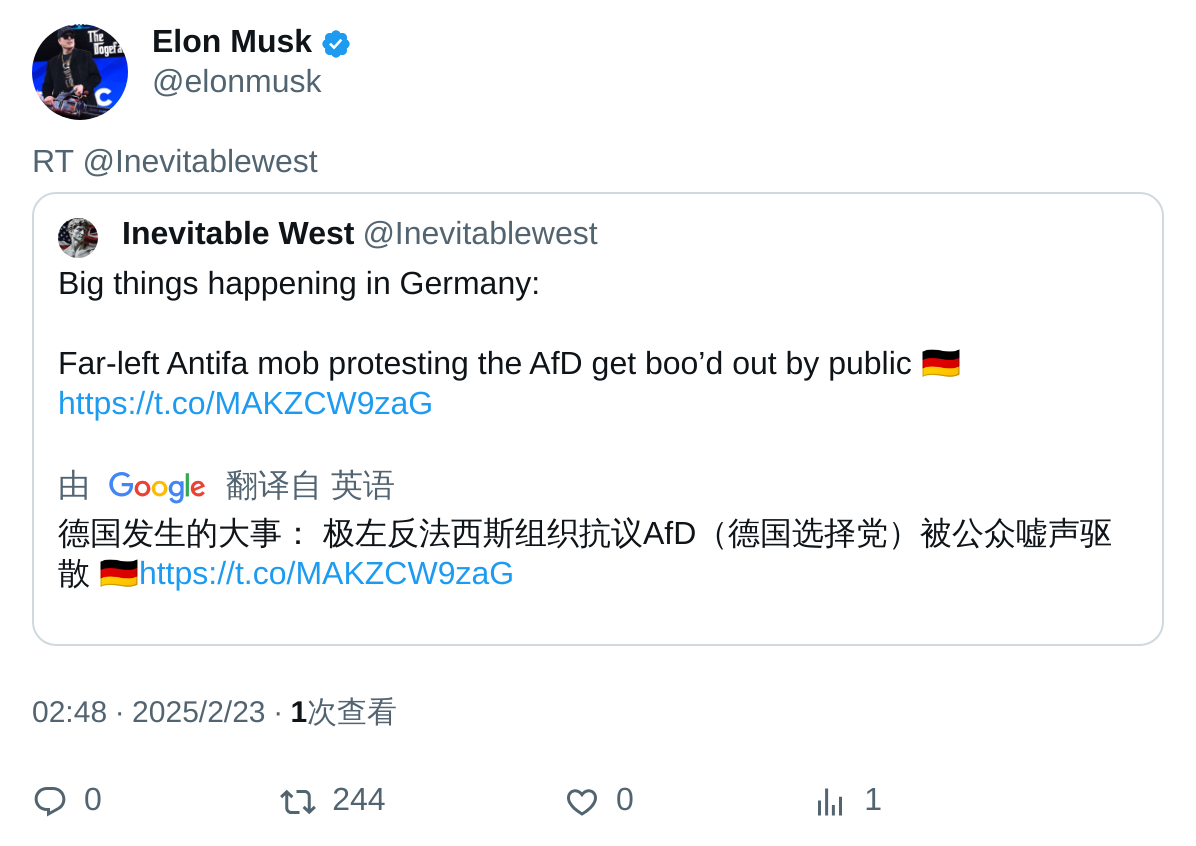 The
Dogefa
C
Elon Musk
@elonmusk
RT @Inevitablewest
Inevitable West @Inevitablewest
Big things happening in Germany:
Far-left Antifa mob protesting the AfD get boo’d out by public 🇩🇪
https://t.co/MAKZCW9zaG
由 Google 翻译自 英语
德国发生的大事： 极左反法西斯组织抗议AfD（德国选择党）被公众嘘声驱
散 🇩🇪https://t.co/MAKZCW9zaG
02:48 · 2025/2/23 · 1次查看
0 244 0 1